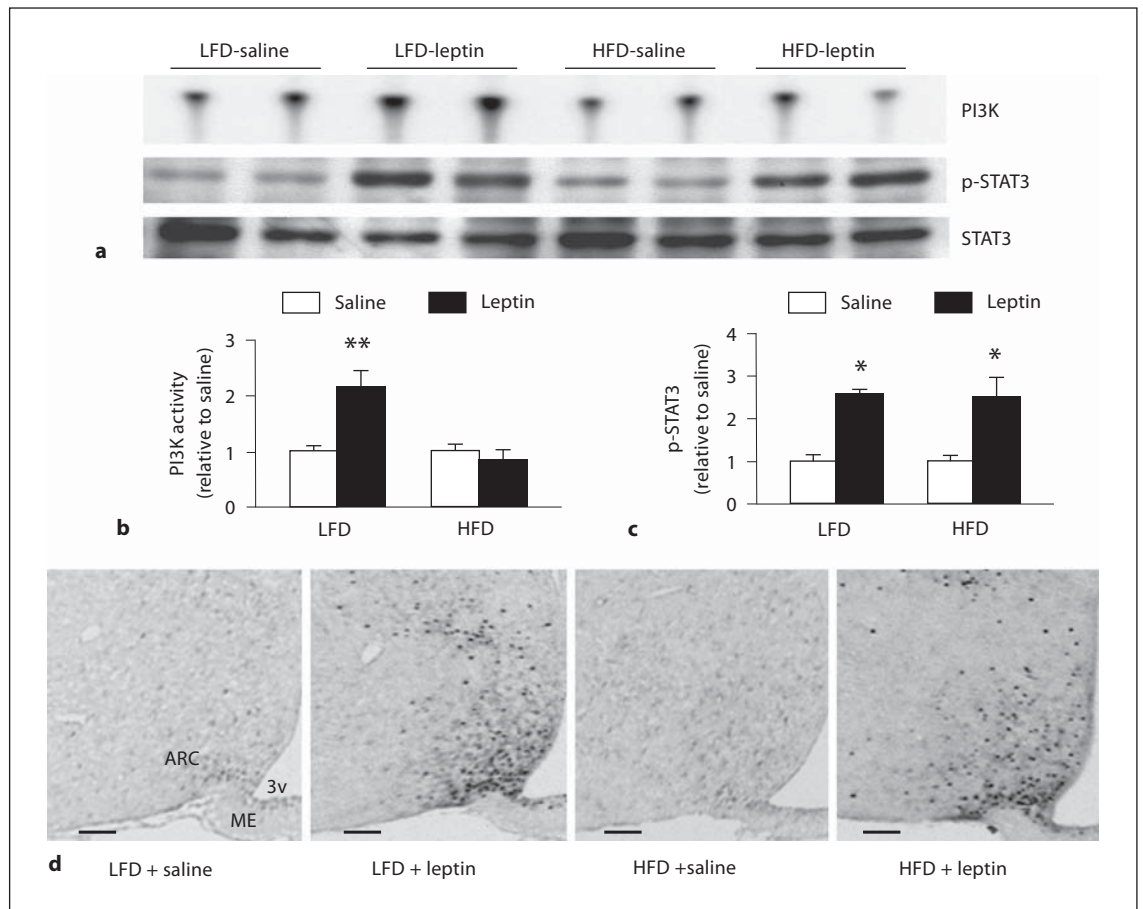 LFD-saline LFD-leptin HFD-saline HFD-leptin
PI3K
p-STAT3
STAT3
a
Saline Leptin
3
2
1
0
PI3K activity
(relative to saline)
**
LFD HFD
b
Saline Leptin
4
3
2
1
0
p-STAT3
(relative to saline)
* *
LFD HFD
c
ARC
3v
ME
d
LFD + saline LFD + leptin HFD +saline HFD + leptin